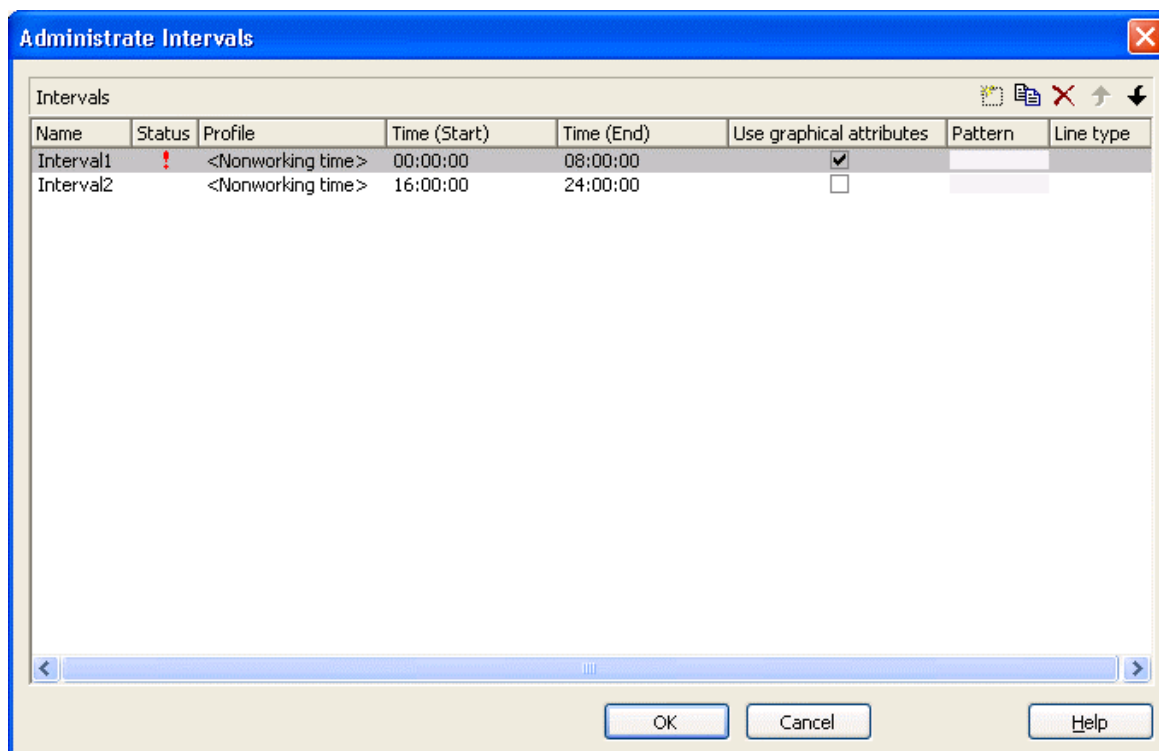 Administrate Intervals
Intervals
Name Status Profile Time (Start) Time (End) Use graphical attributes Pattern Line type
Interval1 ! <Nonworking time> 00:00:00 08:00:00
Interval2 <Nonworking time> 16:00:00 24:00:00
OK Cancel Help